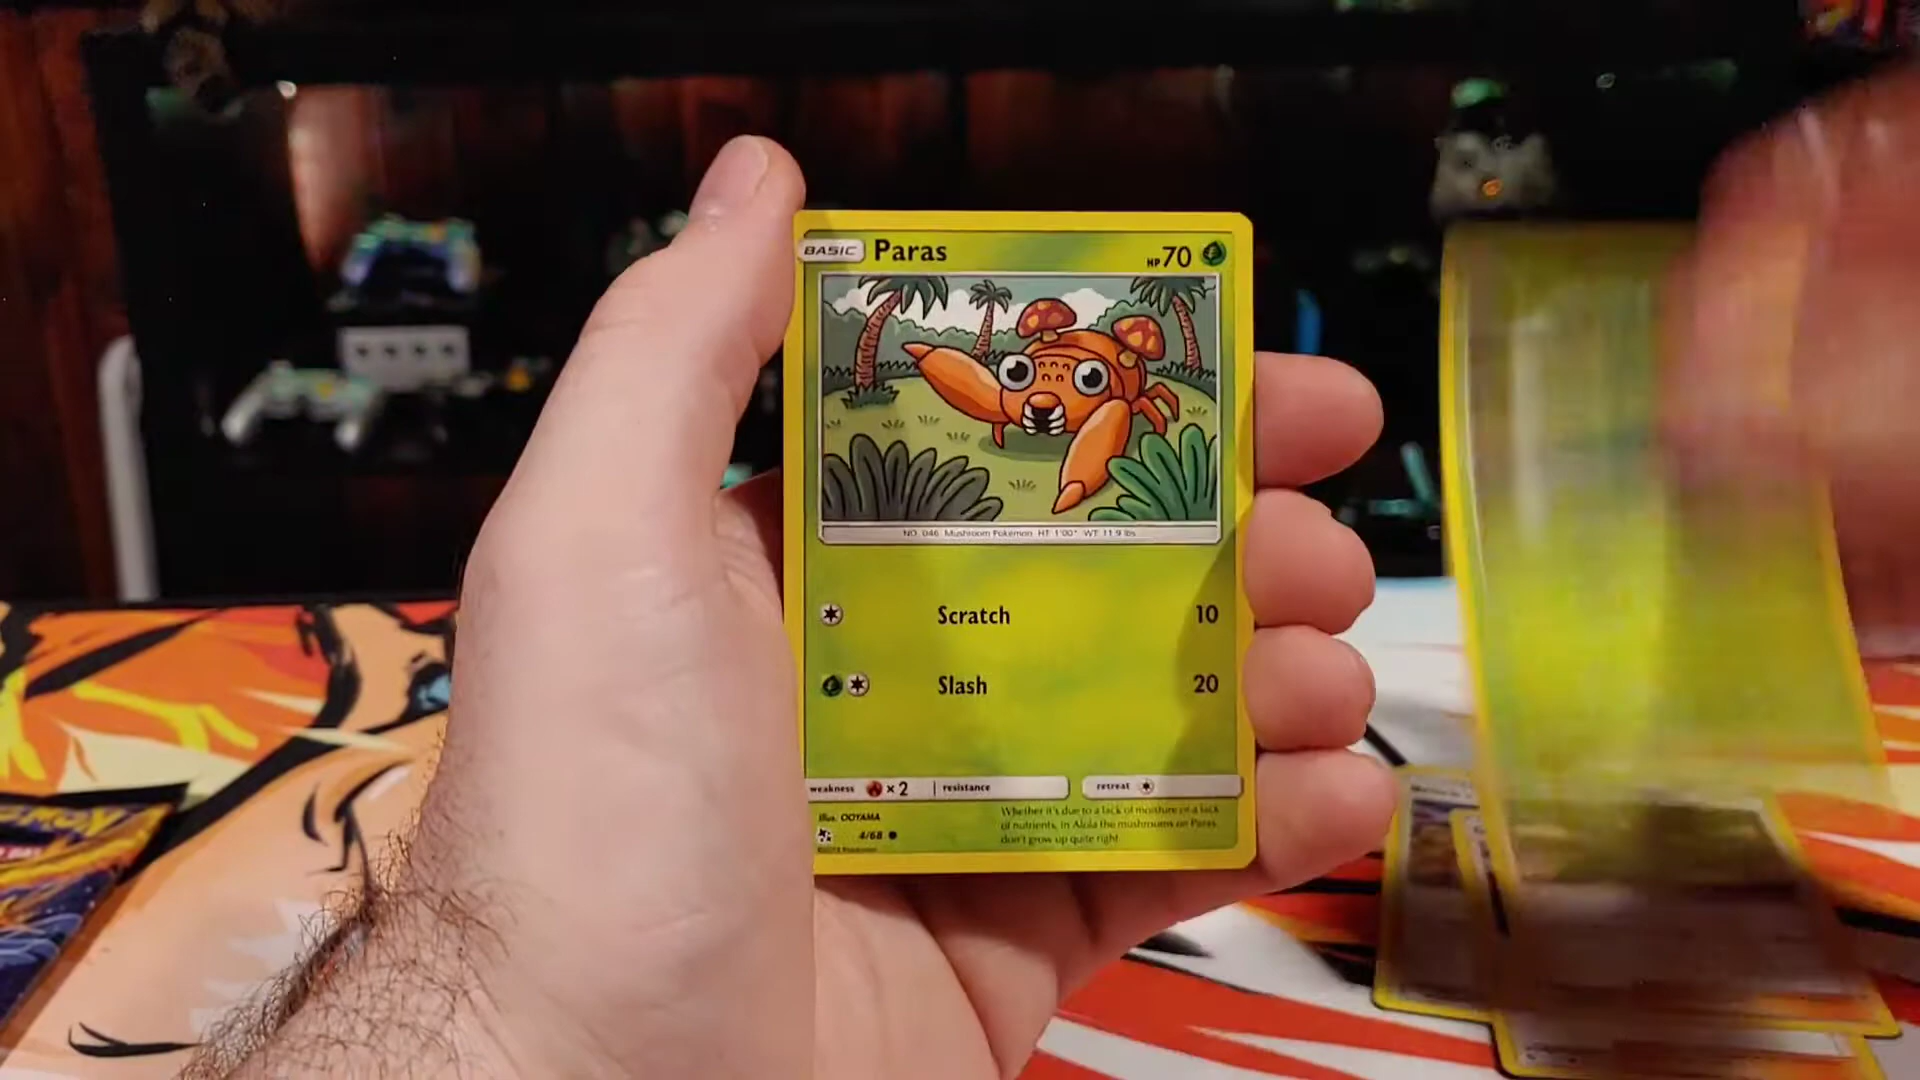 BASIC Paras HP 70
NO. 046 Mushroom Pokémon HT: 1'00" WT: 11.9 lbs
Scratch 10
Slash 20
weakness × 2 resistance retreat
Illus. OOYAMA
4/68
Whether it's due to a lack of moisture or a lack
of nutrients, in Alola the mushrooms on Paras
don't grow up quite right.